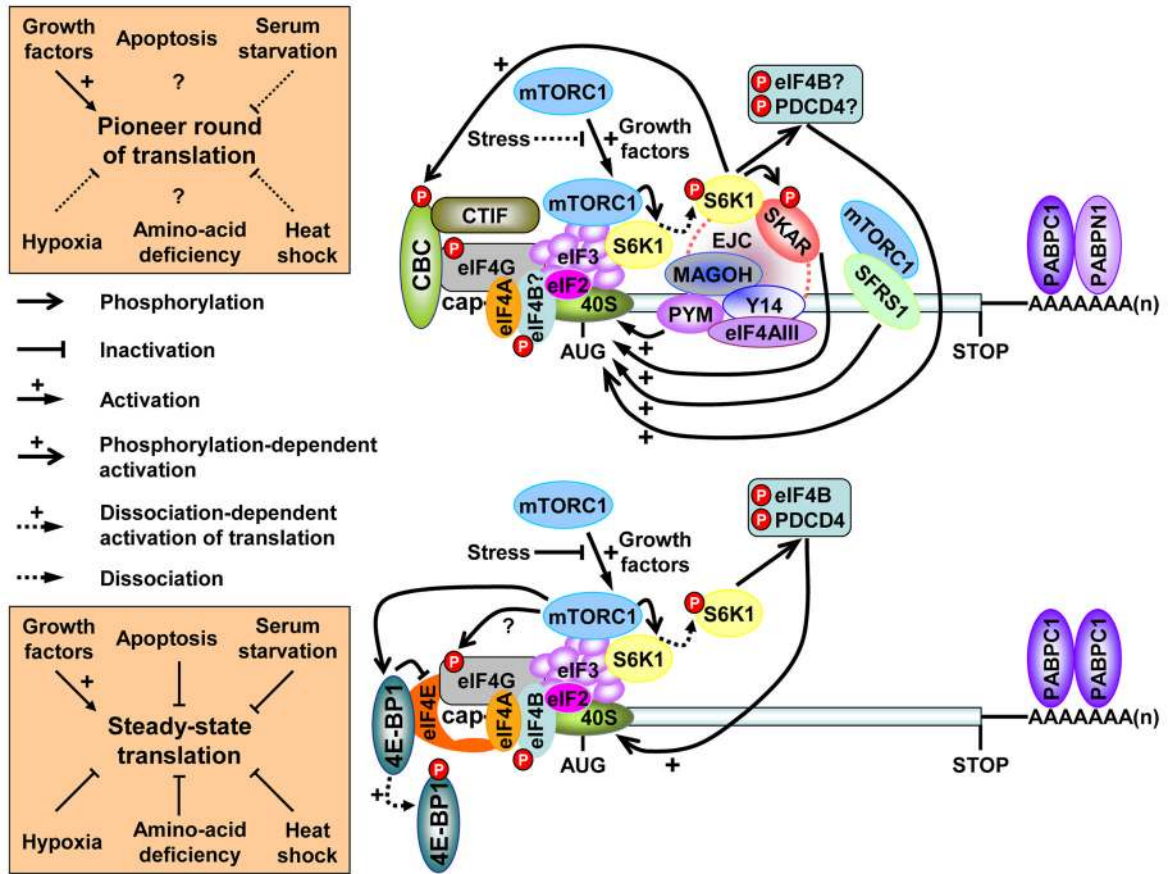 Growth
factors
Apoptosis
Serum
starvation
+
?
Pioneer round
of translation
?
Hypoxia
Amino-acid
deficiency
Heat
shock
Phosphorylation
Inactivation
+
Activation
+
Phosphorylation-dependent
activation
+
Dissociation-dependent
activation of translation
Dissociation
Growth
factors
Apoptosis
Serum
starvation
+
Steady-state
translation
Hypoxia
Amino-acid
deficiency
Heat
shock
+
mTORC1
Stress
+ Growth
factors
P eIF4B?
P PDCD4?
P
CBC
CTIF
mTORC1
S6K1
P
S6K1
P
SKAR
EJC
mTORC1
SFRS1
PABPC1
PABPN1
P
eIF4G
eIF3
MAGOH
cap
eIF4A
eIF4B?
eIF2
40S
PYM
Y14
eIF4AIII
AAAAAAA(n)
P
AUG
STOP
+
+
+
+
mTORC1
Stress
+ Growth
factors
P eIF4B
P PDCD4
mTORC1
?
S6K1
P
S6K1
PABPC1
PABPC1
P
eIF4G
eIF3
4E-BP1
eIF4E
cap
eIF4A
eIF4B
eIF2
40S
AAAAAAA(n)
P
AUG
+
STOP
+
P
4E-BP1